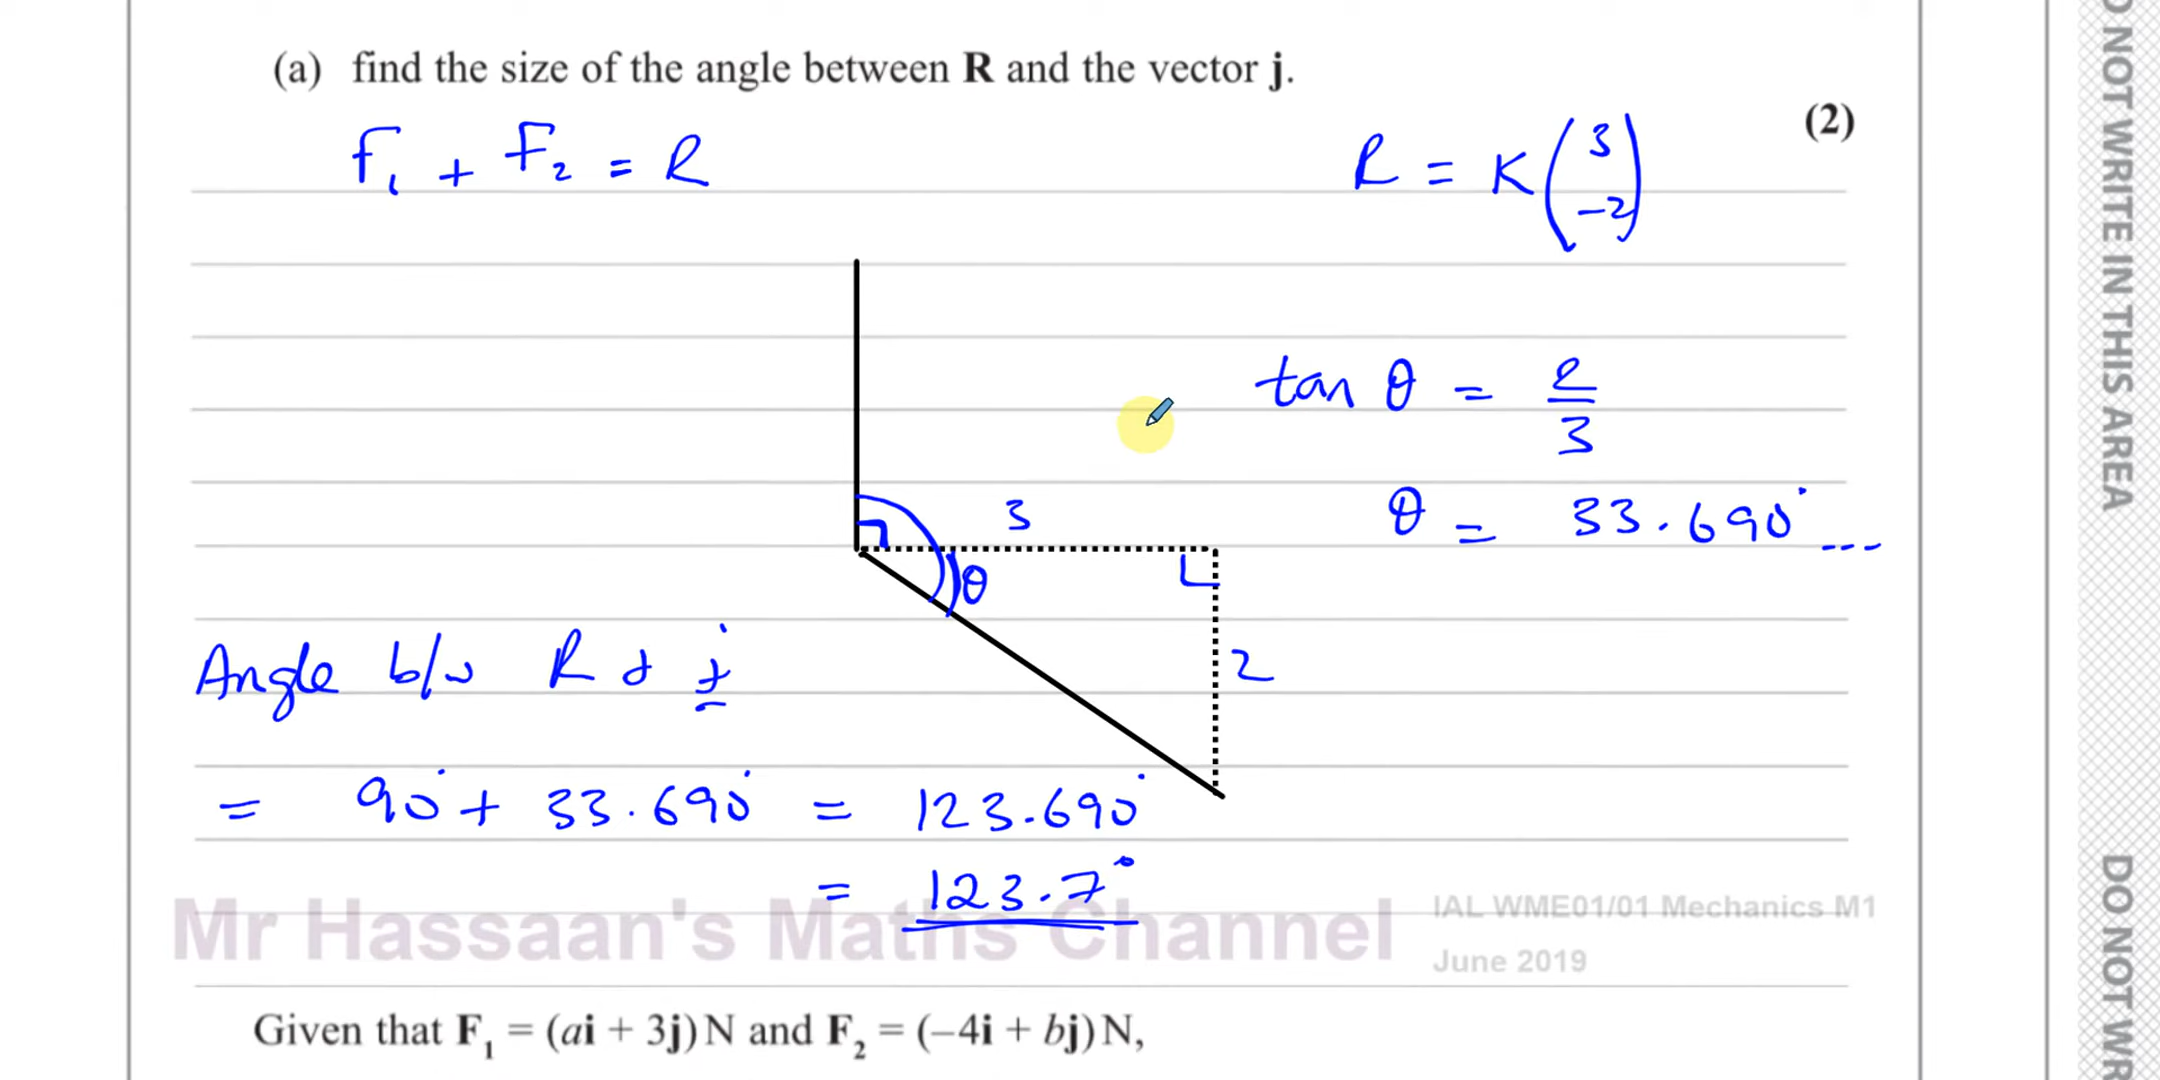 (a) find the size of the angle between R and the vector j.
(2)
F₁ + F₂ = R
R = K(3 -2)
tan θ = 2/3
3
θ = 33.690° ---
θ
2
Angle b/w R & j
= 90° + 33.690° = 123.690°
= 123.7°
Mr Hassaan's Maths Channel
IAL WME01/01 Mechanics M1
June 2019
Given that F₁ = (ai + 3j) N and F₂ = (−4i + bj) N,
O NOT WRITE IN THIS AREA
DO NOT WR